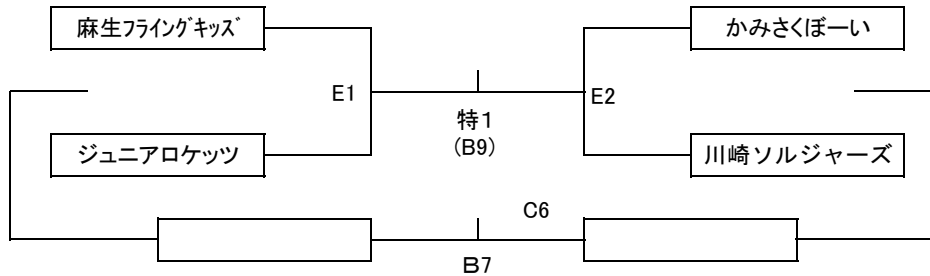 麻生フライングキッズ
かみさくぼーい
E1
E2
特1
(B9)
ジュニアロケッツ
川崎ソルジャーズ
C6
B7